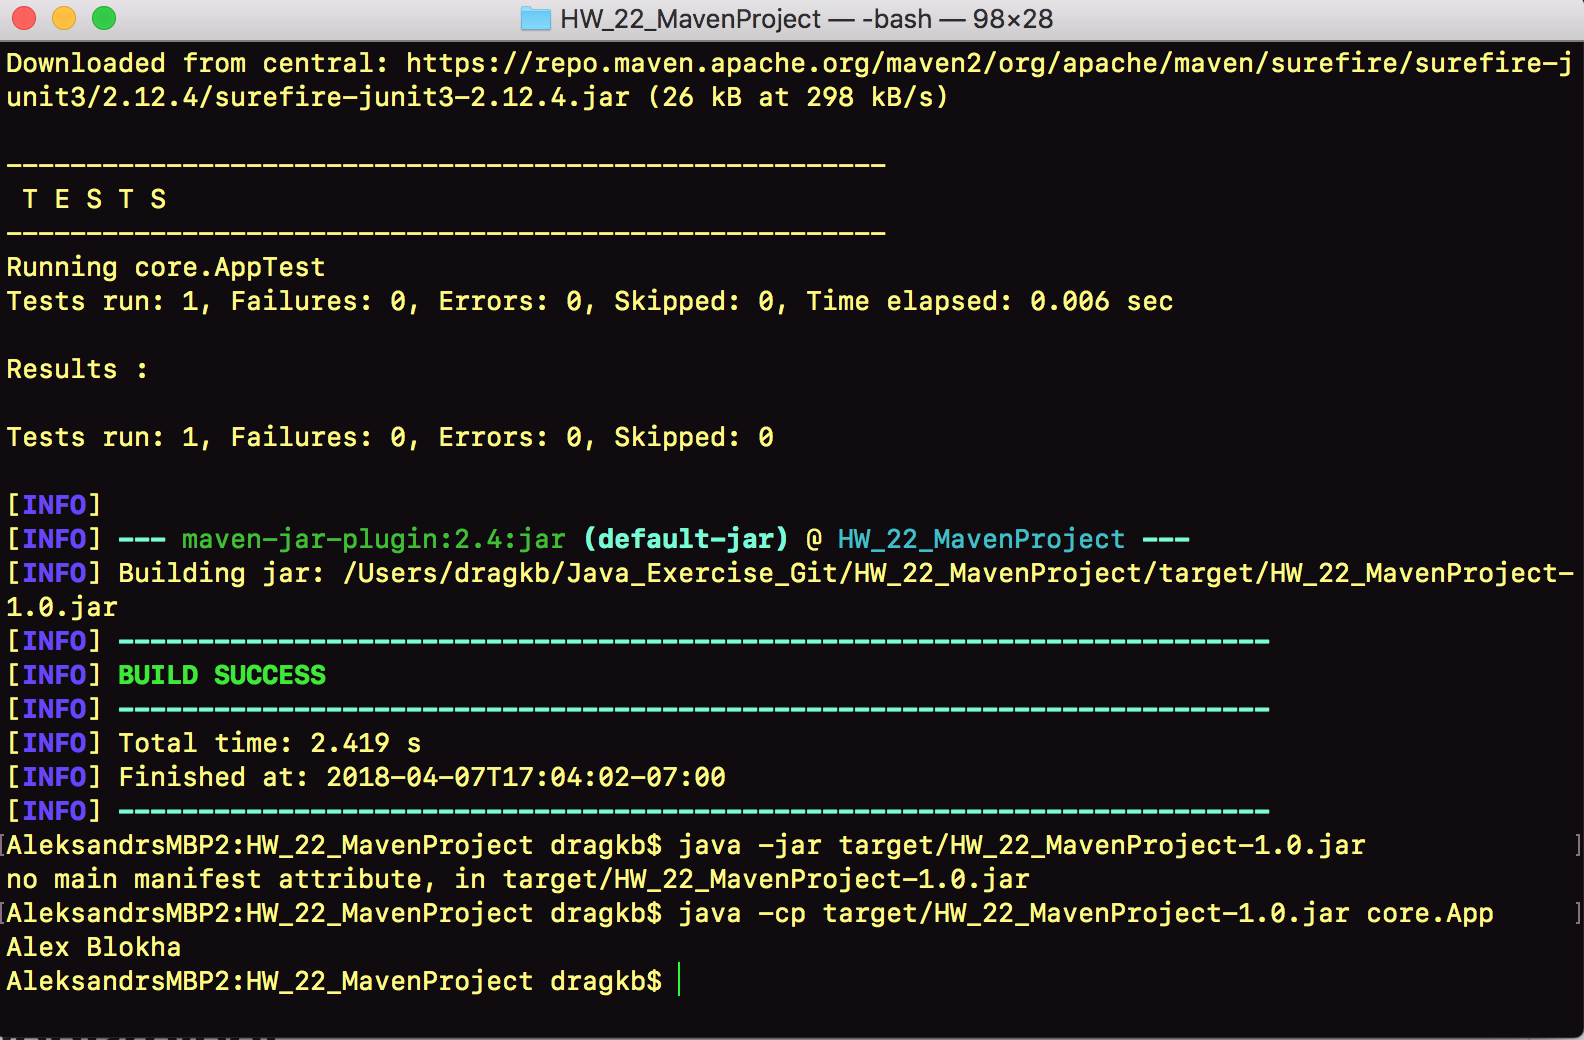 HW_22_MavenProject — -bash — 98×28
Downloaded from central: https://repo.maven.apache.org/maven2/org/apache/maven/surefire/surefire-j
unit3/2.12.4/surefire-junit3-2.12.4.jar (26 kB at 298 kB/s)
-------------------------------------------------------
 T E S T S
-------------------------------------------------------
Running core.AppTest
Tests run: 1, Failures: 0, Errors: 0, Skipped: 0, Time elapsed: 0.006 sec
Results :
Tests run: 1, Failures: 0, Errors: 0, Skipped: 0
[INFO]
[INFO] --- maven-jar-plugin:2.4:jar (default-jar) @ HW_22_MavenProject ---
[INFO] Building jar: /Users/dragkb/Java_Exercise_Git/HW_22_MavenProject/target/HW_22_MavenProject-
1.0.jar
[INFO] ------------------------------------------------------------------------
[INFO] BUILD SUCCESS
[INFO] ------------------------------------------------------------------------
[INFO] Total time: 2.419 s
[INFO] Finished at: 2018-04-07T17:04:02-07:00
[INFO] ------------------------------------------------------------------------
[AleksandrsMBP2:HW_22_MavenProject dragkb$ java -jar target/HW_22_MavenProject-1.0.jar ]
no main manifest attribute, in target/HW_22_MavenProject-1.0.jar
[AleksandrsMBP2:HW_22_MavenProject dragkb$ java -cp target/HW_22_MavenProject-1.0.jar core.App ]
Alex Blokha
AleksandrsMBP2:HW_22_MavenProject dragkb$